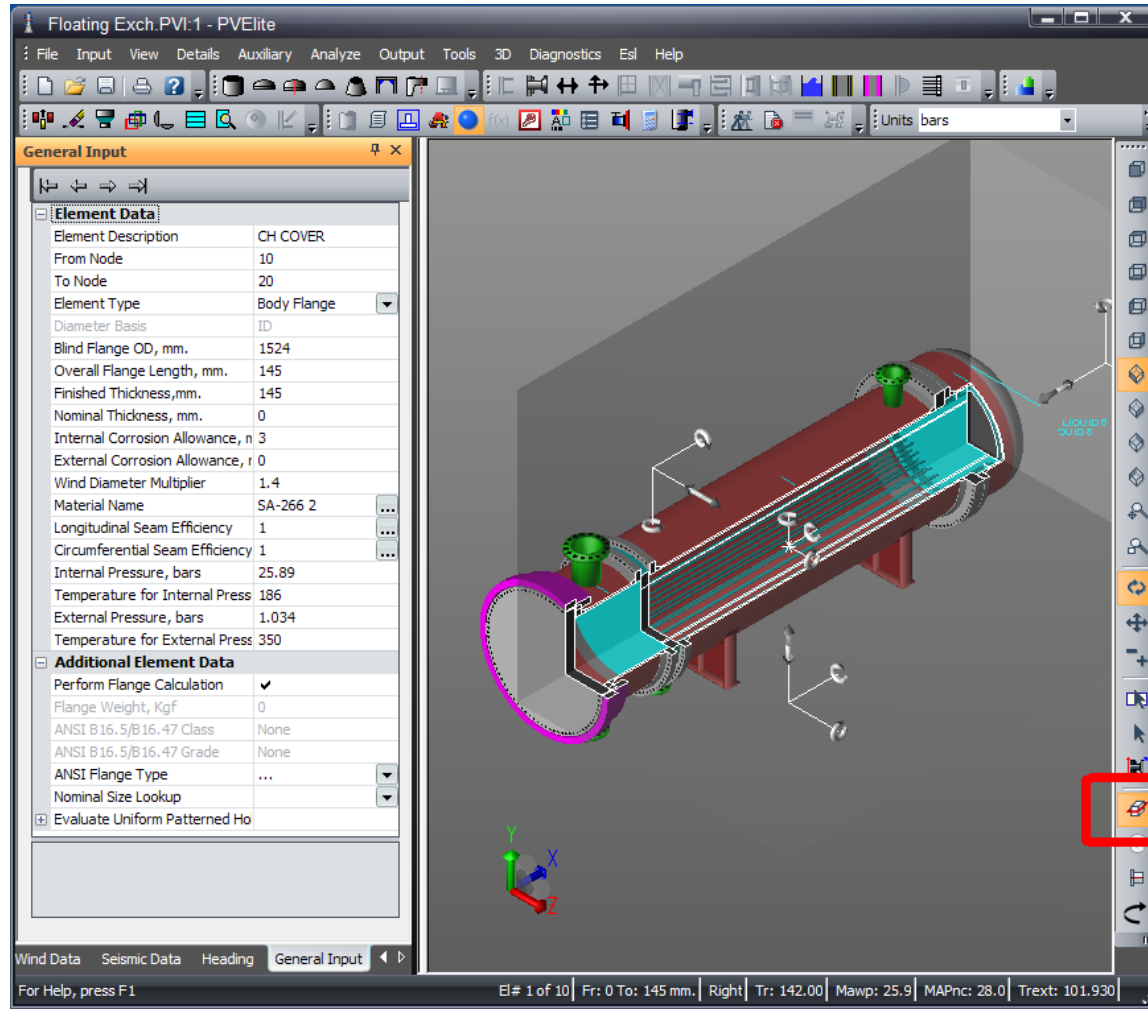 Floating Exch.PVI:1 - PVElite
File Input View Details Auxiliary Analyze Output Tools 3D Diagnostics Esl Help
Units bars
General Input
Element Data
Element Description CH COVER
From Node 10
To Node 20
Element Type Body Flange
Diameter Basis ID
Blind Flange OD, mm. 1524
Overall Flange Length, mm. 145
Finished Thickness,mm. 145
Nominal Thickness, mm. 0
Internal Corrosion Allowance, 3
External Corrosion Allowance, 0
Wind Diameter Multiplier 1.4
Material Name SA-266 2 ...
Longitudinal Seam Efficiency 1 ...
Circumferential Seam Efficiency 1 ...
Internal Pressure, bars 25.89
Temperature for Internal Press 186
External Pressure, bars 1.034
Temperature for External Press 350
Additional Element Data
Perform Flange Calculation
Flange Weight, Kgf 0
ANSI B16.5/B16.47 Class None
ANSI B16.5/B16.47 Grade None
ANSI Flange Type ...
Nominal Size Lookup
Evaluate Uniform Patterned Ho
LIQUIDS
QUIDS
Y
X
Z
Wind Data Seismic Data Heading General Input
For Help, press F1 El# 1 of 10 Fr: 0 To: 145 mm. Right Tr: 142.00 Mawp: 25.9 MAPnc: 28.0 Trext: 101.930